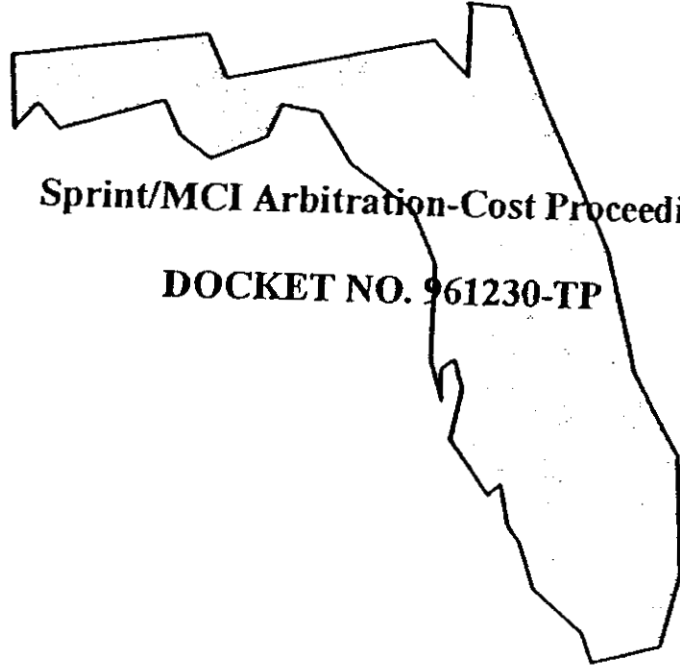 Sprint/MCI Arbitration-Cost Proceedi
DOCKET NO. 961230-TP